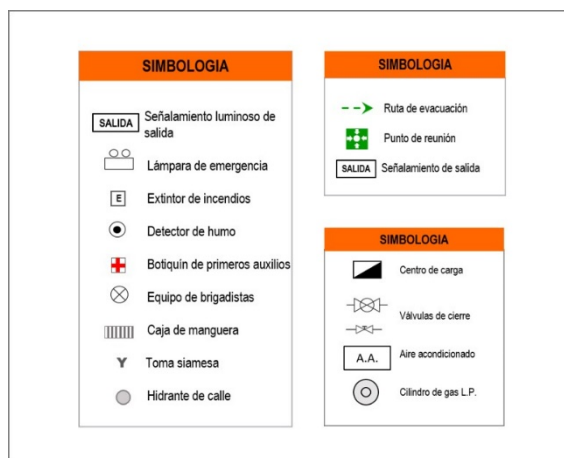 SIMBOLOGIA
SALIDA Señalamiento luminoso de
salida
Lámpara de emergencia
E Extintor de incendios
Detector de humo
Botiquín de primeros auxilios
Equipo de brigadistas
Caja de manguera
Y Toma siamesa
Hidrante de calle
SIMBOLOGIA
Ruta de evacuación
Punto de reunión
SALIDA Señalamiento de salida
SIMBOLOGIA
Centro de carga
Válvulas de cierre
A.A. Aire acondicionado
Cilindro de gas L.P.